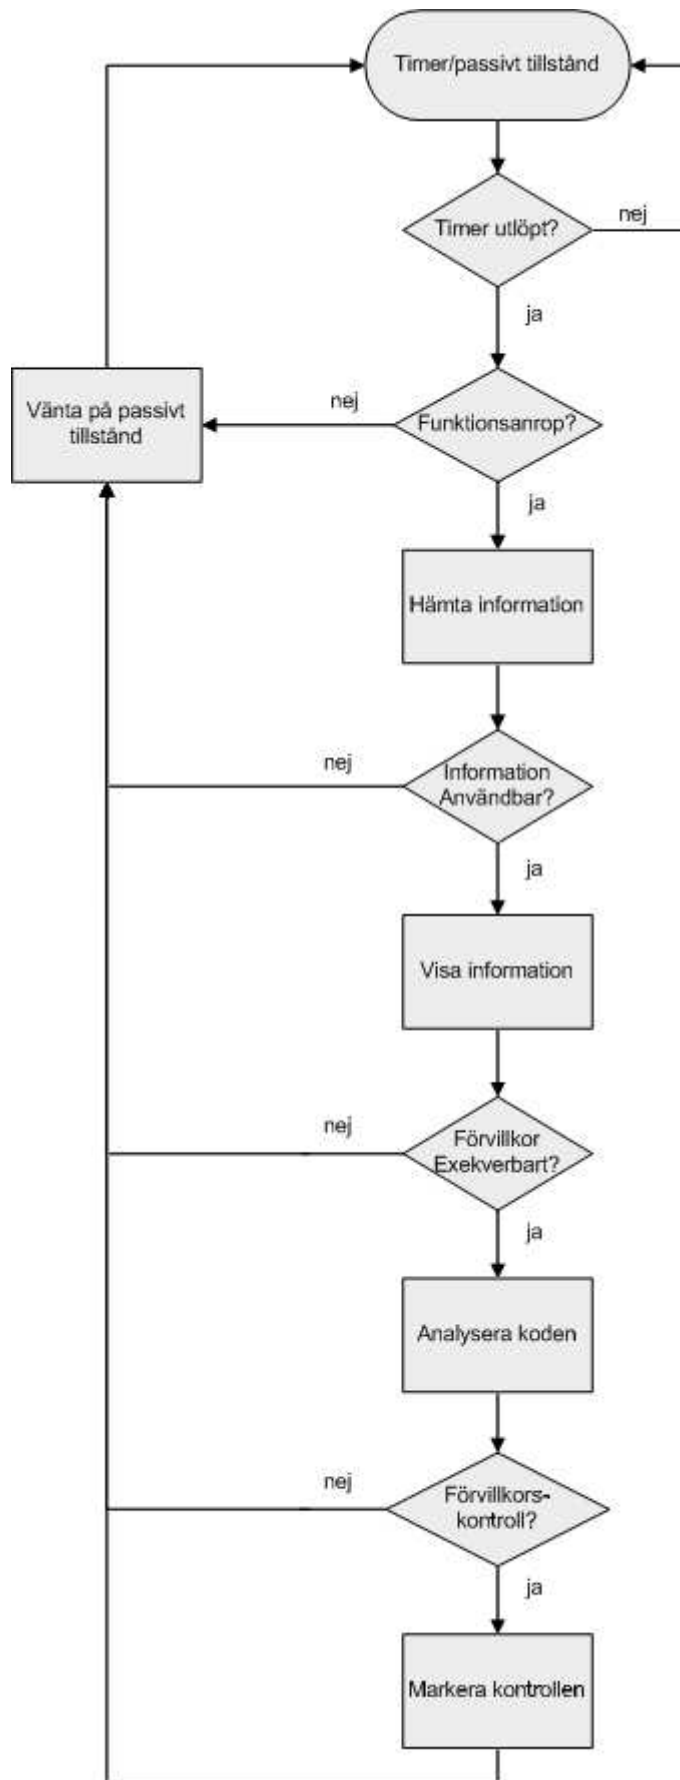 Timer/passivt tillstånd
Timer utlöpt?
nej
ja
Vänta på passivt
tillstånd
nej
Funktionsanrop?
ja
Hämta information
nej
Information
Användbar?
ja
Visa information
nej
Förvillkor
Exekverbart?
ja
Analysera koden
nej
Förvillkors-
kontroll?
ja
Markera kontrollen